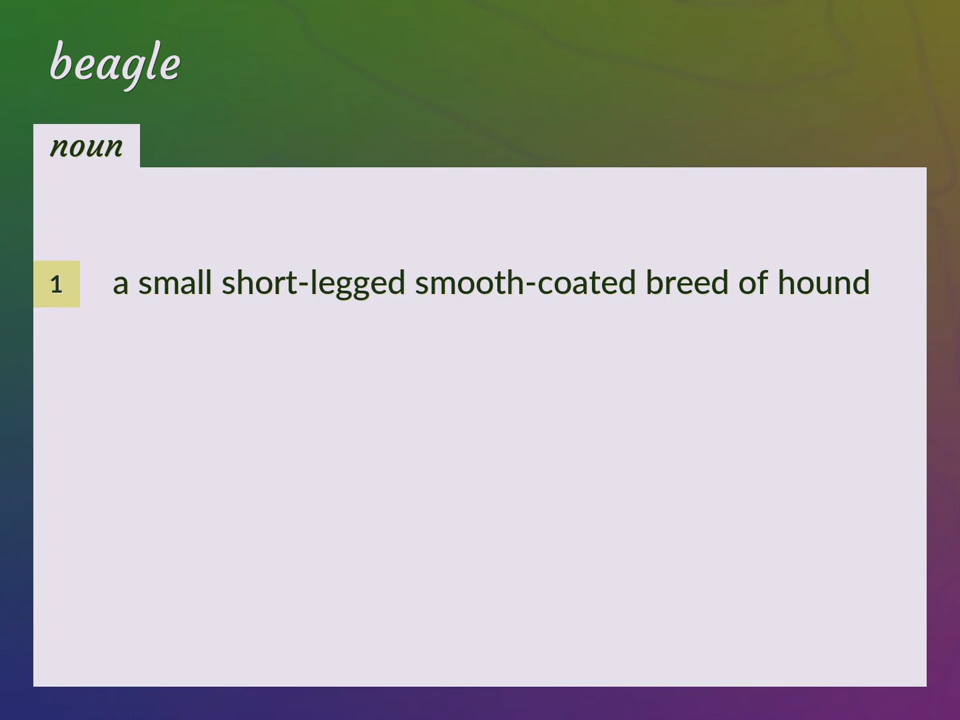 beagle
noun
1 a small short-legged smooth-coated breed of hound